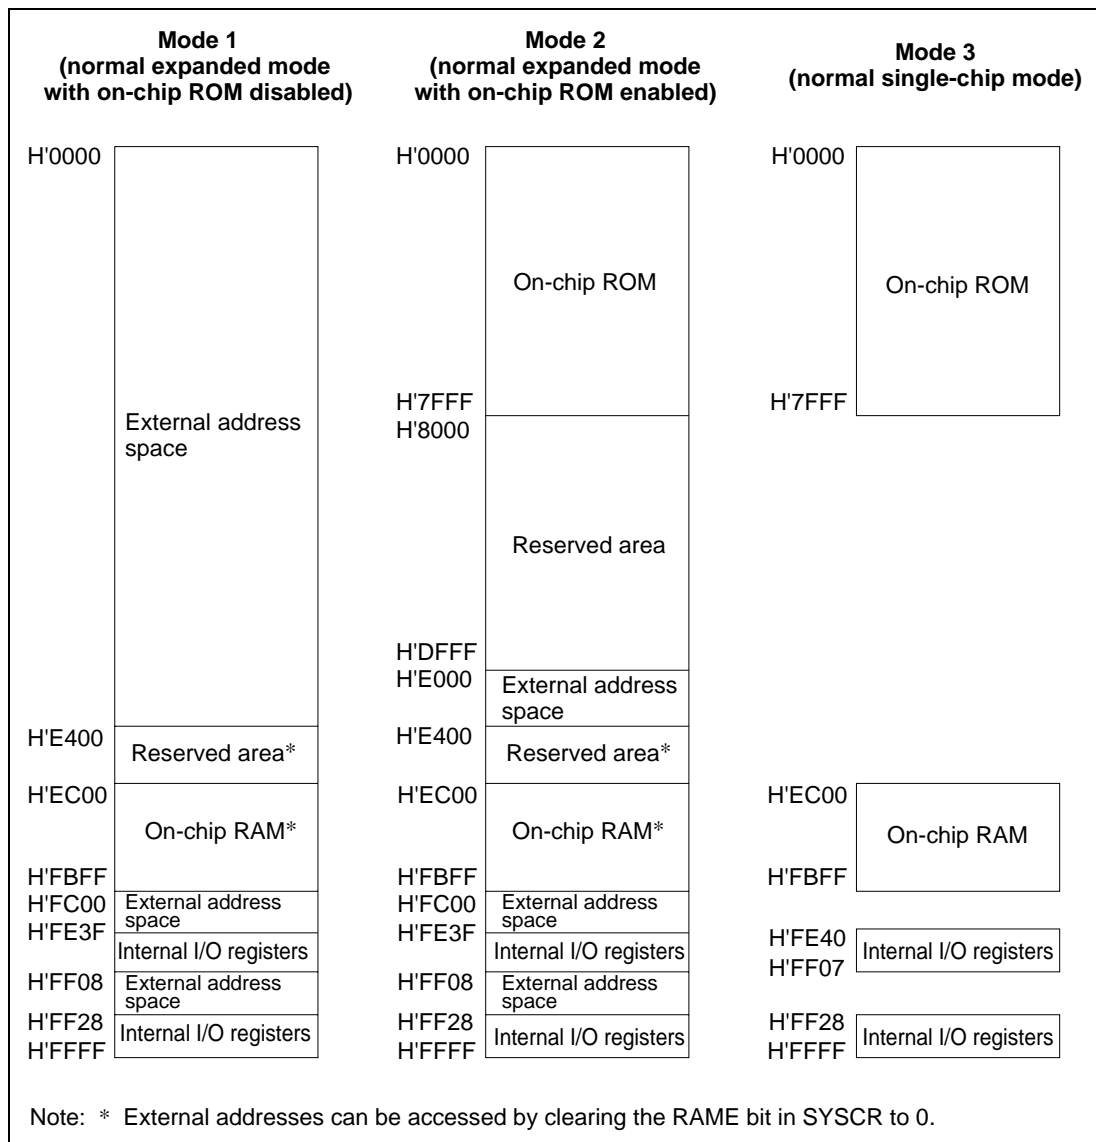 Mode 1
(normal expanded mode
with on-chip ROM disabled)
H'0000
External address
space
H'E400
Reserved area*
H'EC00
On-chip RAM*
H'FBFF
H'FC00
External address
space
H'FE3F
Internal I/O registers
H'FF08
External address
space
H'FF28
Internal I/O registers
H'FFFF
Mode 2
(normal expanded mode
with on-chip ROM enabled)
H'0000
On-chip ROM
H'7FFF
H'8000
Reserved area
H'DFFF
H'E000
External address
space
H'E400
Reserved area*
H'EC00
On-chip RAM*
H'FBFF
H'FC00
External address
space
H'FE3F
Internal I/O registers
H'FF08
External address
space
H'FF28
Internal I/O registers
H'FFFF
Mode 3
(normal single-chip mode)
H'0000
On-chip ROM
H'7FFF
H'EC00
On-chip RAM
H'FBFF
H'FE40
Internal I/O registers
H'FF07
H'FF28
Internal I/O registers
H'FFFF
Note: * External addresses can be accessed by clearing the RAME bit in SYSCR to 0.